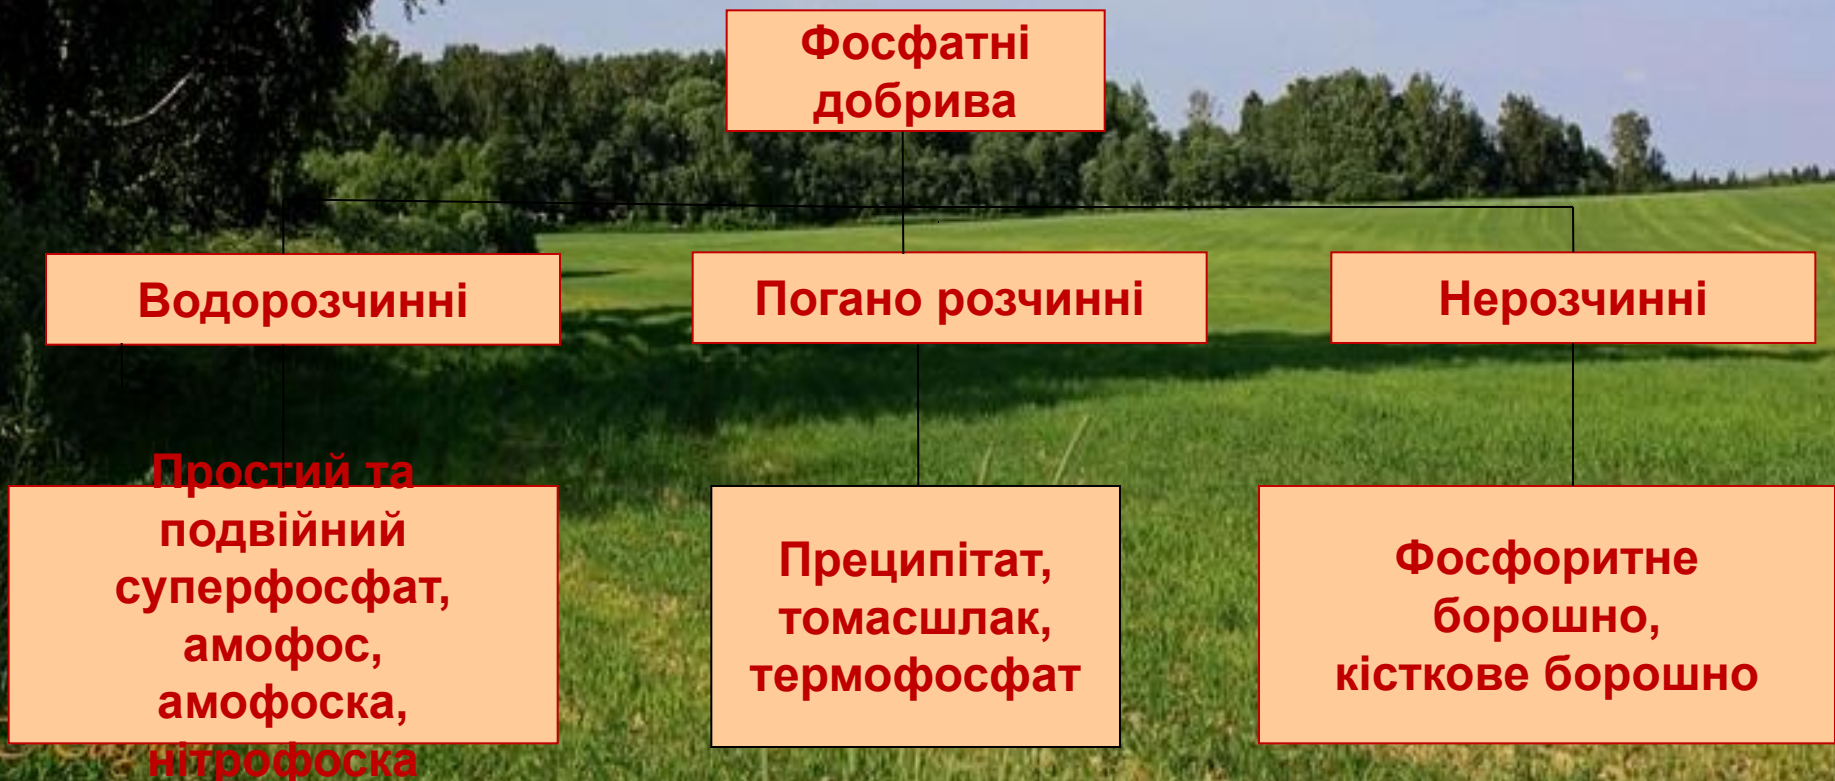 Фосфатні
добрива
Водорозчинні
Погано розчинні
Нерозчинні
Простий та
подвійний
суперфосфат,
амофос,
амофоска,
нітрофоска
Преципітат,
томасшлак,
термофосфат
Фосфоритне
борошно,
кісткове борошно